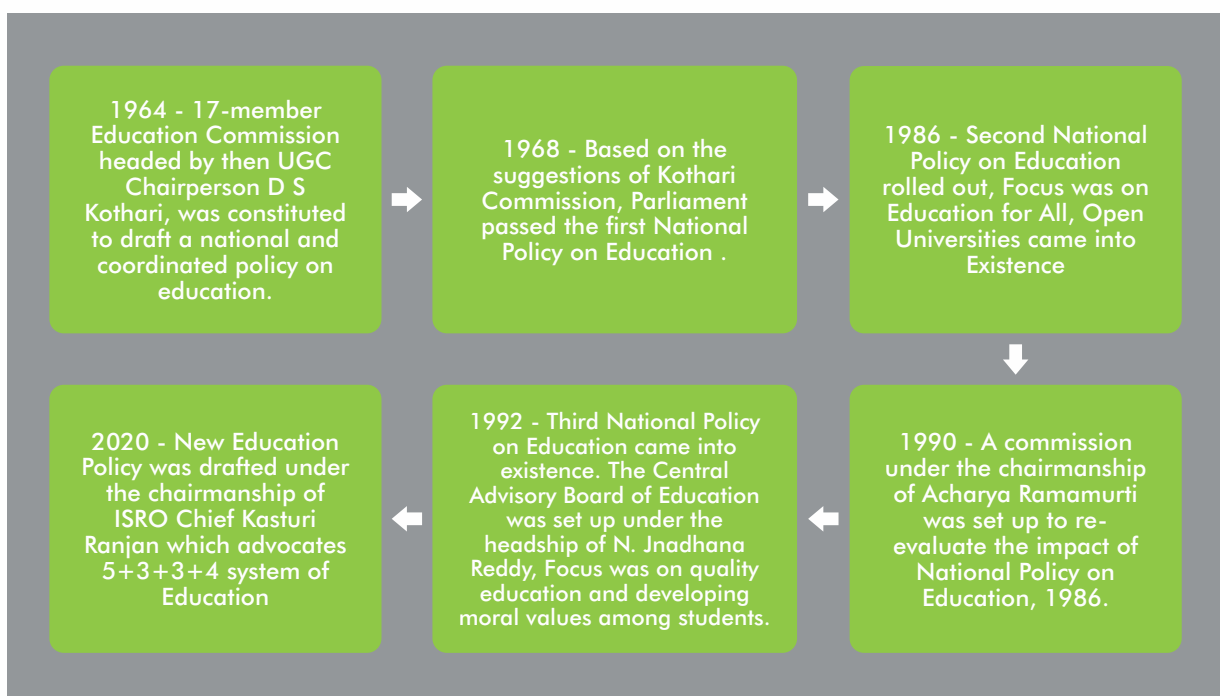 1964 - 17-member
Education Commission
headed by then UGC
Chairperson D S
Kothari, was constituted
to draft a national and
coordinated policy on
education.
1968 - Based on the
suggestions of Kothari
Commission, Parliament
passed the first National
Policy on Education .
1986 - Second National
Policy on Education
rolled out, Focus was on
Education for All, Open
Universities came into
Existence
1990 - A commission
under the chairmanship
of Acharya Ramamurti
was set up to re-
evaluate the impact of
National Policy on
Education, 1986.
1992 - Third National Policy
on Education came into
existence. The Central
Advisory Board of Education
was set up under the
headship of N. Jnadhana
Reddy, Focus was on quality
education and developing
moral values among students.
2020 - New Education
Policy was drafted under
the chairmanship of
ISRO Chief Kasturi
Ranjan which advocates
5+3+3+4 system of
Education